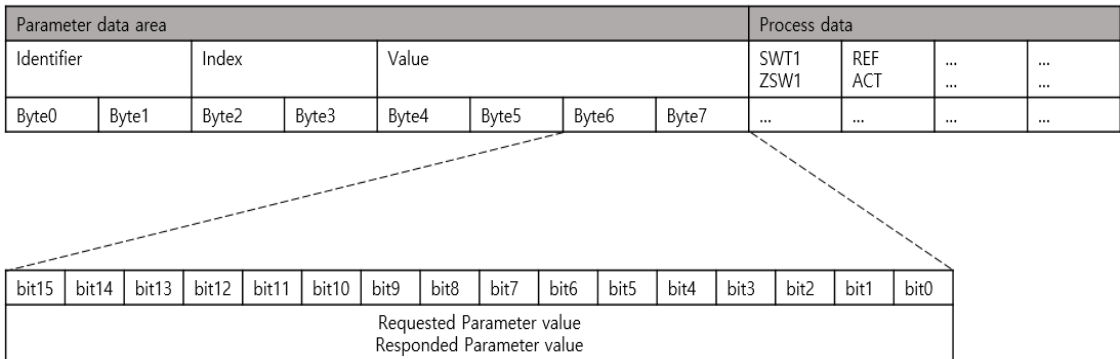 Parameter data area Process data
Identifier Index Value SWT1 REF ... ...
ZSW1 ACT ... ...
Byte0 Byte1 Byte2 Byte3 Byte4 Byte5 Byte6 Byte7 ... ... ... ...
bit15 bit14 bit13 bit12 bit11 bit10 bit9 bit8 bit7 bit6 bit5 bit4 bit3 bit2 bit1 bit0
Requested Parameter value
Responded Parameter value